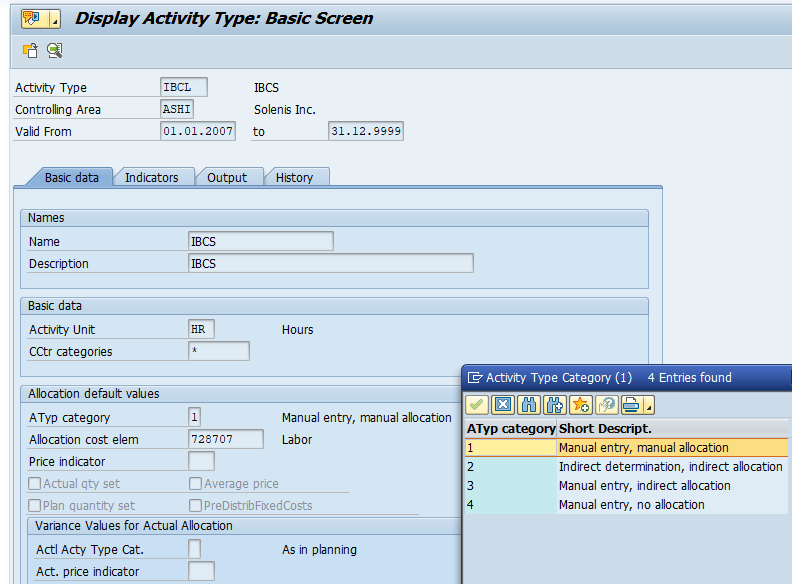 Display Activity Type: Basic Screen
Activity Type IBCL IBCS
Controlling Area ASHI Solenis Inc.
Valid From 01.01.2007 to 31.12.9999
Basic data Indicators Output History
Names
Name IBCS
Description IBCS
Basic data
Activity Unit HR Hours
CCtr categories *
Allocation default values
ATyp category 1 Manual entry, manual allocation
Allocation cost elem 728707 Labor
Price indicator
Actual qty set Average price
Plan quantity set PreDistribFixedCosts
Variance Values for Actual Allocation
Actl Acty Type Cat. As in planning
Act. price indicator
Activity Type Category (1) 4 Entries found
ATyp category Short Descript.
1 Manual entry, manual allocation
2 Indirect determination, indirect allocation
3 Manual entry, indirect allocation
4 Manual entry, no allocation